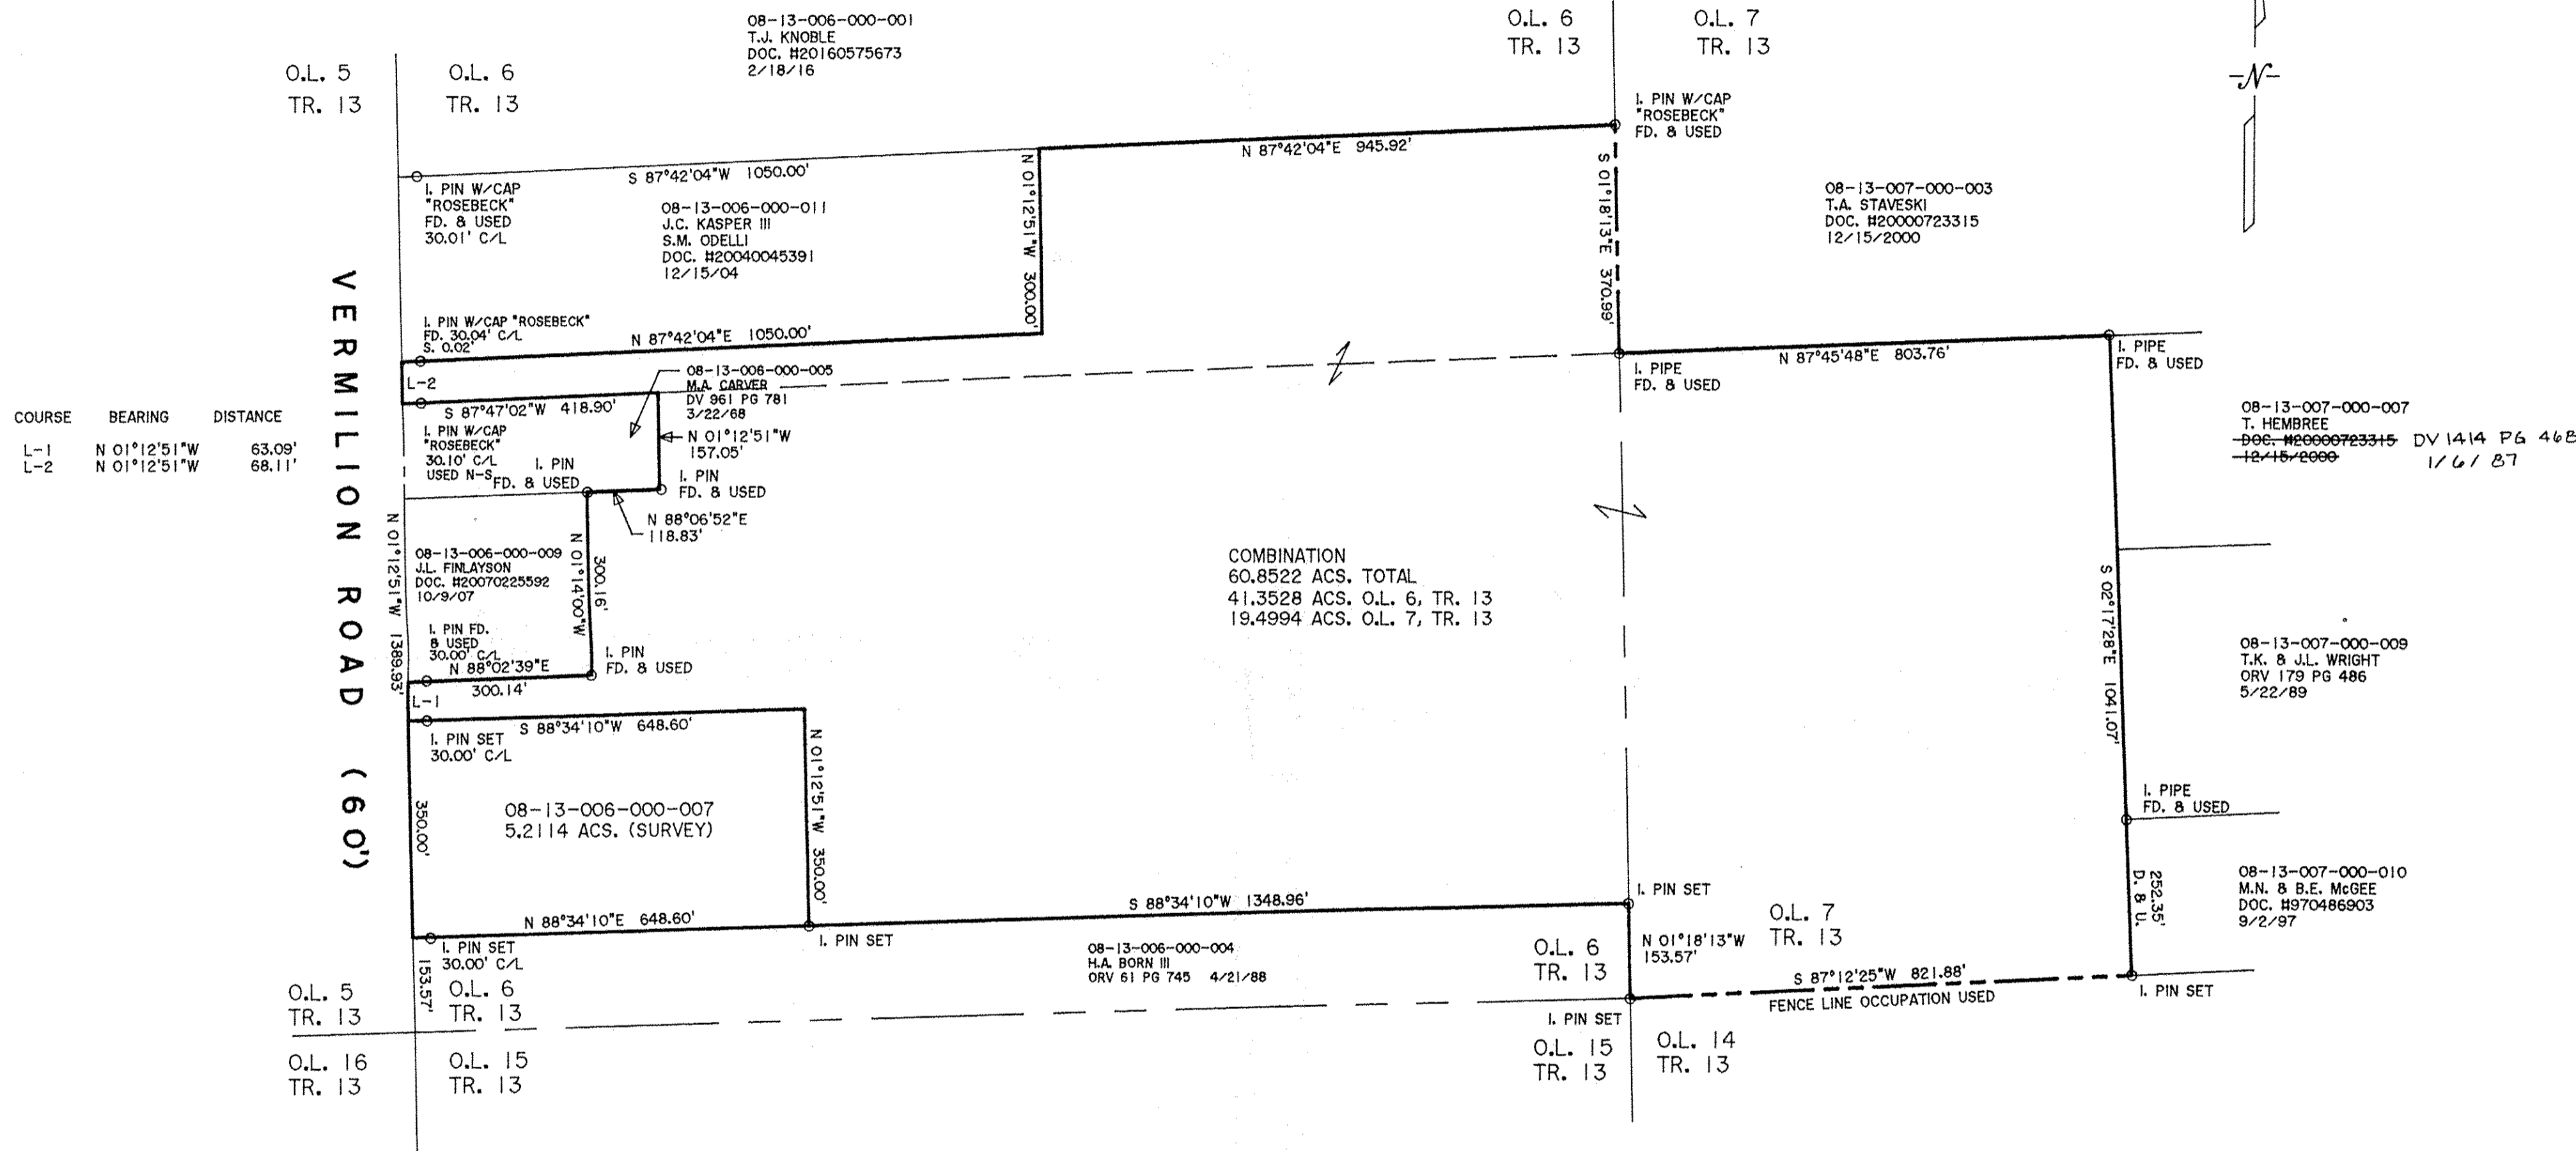 08-13-006-000-001
T.J. KNOBLE
DOC. #20160575673
2/18/16
O.L. 5
TR. 13
O.L. 6
TR. 13
O.L. 6
TR. 13
O.L. 7
TR. 13
-N-
I. PIN W/CAP
"ROSEBECK"
FD. & USED
N 87°42'04"E 945.92'
S 87°42'04"W 1050.00'
I. PIN W/CAP
"ROSEBECK"
FD. & USED
30.01' C/L
08-13-006-000-011
J.C. KASPER III
S.M. ODELLI
DOC. #20040045391
12/15/04
N 01°12'51"W 300.00'
S 01°18'13"E 370.99'
08-13-007-000-003
T.A. STAVESKI
DOC. #20000723315
12/15/2000
VERMILION ROAD (60')
I. PIN W/CAP "ROSEBECK"
FD. 30.04' C/L
S. 0.02'
N 87°42'04"E 1050.00'
L-2
08-13-006-000-005
M.A. CARVER
DV 961 PG 781
3/22/68
S 87°47'02"W 418.90'
N 87°45'48"E 803.76'
I. PIPE
FD. & USED
I. PIPE
FD. & USED
COURSE BEARING DISTANCE
L-1 N 01°12'51"W 63.09'
L-2 N 01°12'51"W 68.11'
I. PIN W/CAP
"ROSEBECK"
30.10' C/L
USED N-S
I. PIN
FD. & USED
N 01°12'51"W
157.05'
I. PIN
FD. & USED
N 88°06'52"E
118.83'
08-13-007-000-007
T. HEMBREE
DOC. #20000723315 DV 1414 PG 468
12/15/2000 1/6/87
N 01°12'51"W 1389.93'
08-13-006-000-009
J.L. FINLAYSON
DOC. #20070225592
10/9/07
N 01°14'00"W
300.16'
COMBINATION
60.8522 ACS. TOTAL
41.3528 ACS. O.L. 6, TR. 13
19.4994 ACS. O.L. 7, TR. 13
S 02°17'28"E 1041.07'
08-13-007-000-009
T.K. & J.L. WRIGHT
ORV 179 PG 486
5/22/89
I. PIN FD.
& USED
30.00' C/L
N 88°02'39"E
300.14'
I. PIN
FD. & USED
L-1
S 88°34'10"W 648.60'
I. PIN SET
30.00' C/L
N 01°12'51"W 350.00'
350.00'
08-13-006-000-007
5.2114 ACS. (SURVEY)
I. PIPE
FD. & USED
252.35'
D. & U.
08-13-007-000-010
M.N. & B.E. McGEE
DOC. #970486903
9/2/97
S 88°34'10"W 1348.96'
I. PIN SET
N 88°34'10"E 648.60'
I. PIN SET
I. PIN SET
30.00' C/L
153.57'
08-13-006-000-004
H.A. BORN III
ORV 61 PG 745 4/21/88
O.L. 6
TR. 13
N 01°18'13"W
153.57'
O.L. 7
TR. 13
S 87°12'25"W 821.88'
FENCE LINE OCCUPATION USED
I. PIN SET
O.L. 5
TR. 13
O.L. 6
TR. 13
I. PIN SET
O.L. 16
TR. 13
O.L. 15
TR. 13
O.L. 15
TR. 13
O.L. 14
TR. 13